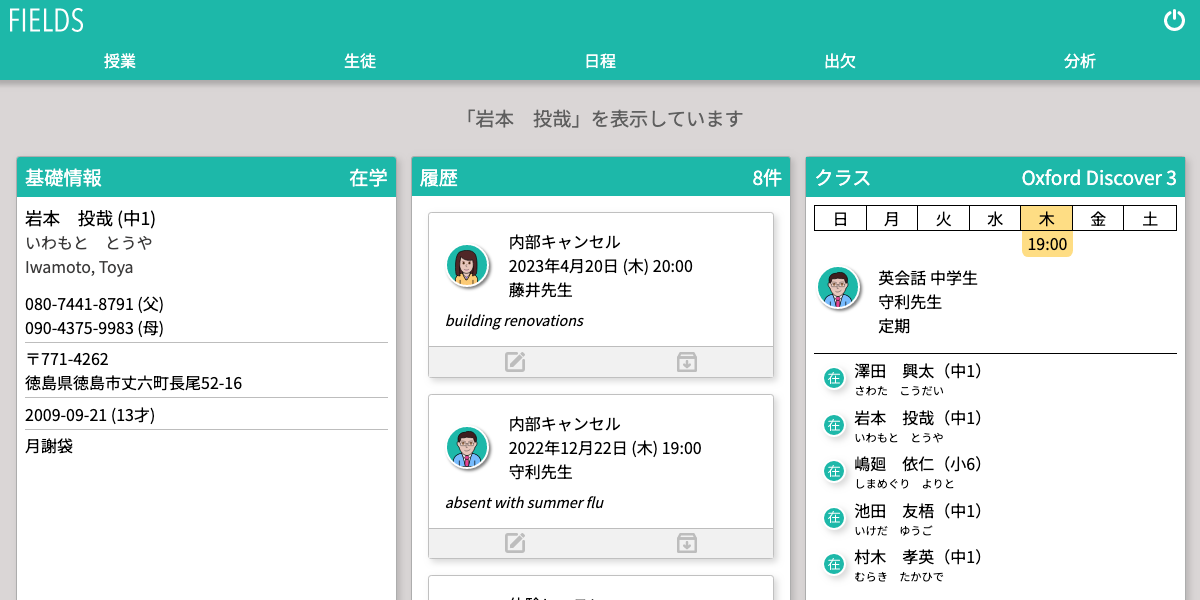 FIELDS
授業 生徒 日程 出欠 分析
「岩本　投哉」を表示しています
基礎情報 在学
岩本　投哉 (中1)
いわもと　とうや
Iwamoto, Toya
080-7441-8791 (父)
090-4375-9983 (母)
〒771-4262
徳島県徳島市丈六町長尾52-16
2009-09-21 (13才)
月謝袋
履歴 8件
内部キャンセル
2023年4月20日 (木) 20:00
藤井先生
building renovations
内部キャンセル
2022年12月22日 (木) 19:00
守利先生
absent with summer flu
クラス Oxford Discover 3
日 月 火 水 木 金 土
19:00
英会話 中学生
守利先生
定期
在 澤田　興太（中1）
さわた　こうだい
在 岩本　投哉（中1）
いわもと　とうや
在 嶋廻　依仁（小6）
しまめぐり　よりと
在 池田　友梧（中1）
いけだ　ゆうご
在 村木　孝英（中1）
むらき　たかひで